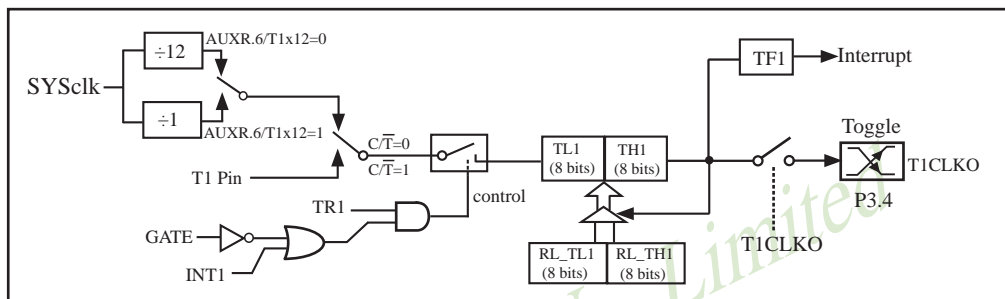 ÷12
AUXR.6/T1x12=0
SYSclk
÷1
AUXR.6/T1x12=1
T1 Pin
C/T̅=0
C/T̅=1
control
TR1
GATE
INT1
TL1
(8 bits)
TH1
(8 bits)
RL_TL1
(8 bits)
RL_TH1
(8 bits)
TF1
Interrupt
Toggle
T1CLKO
P3.4
T1CLKO
Limited